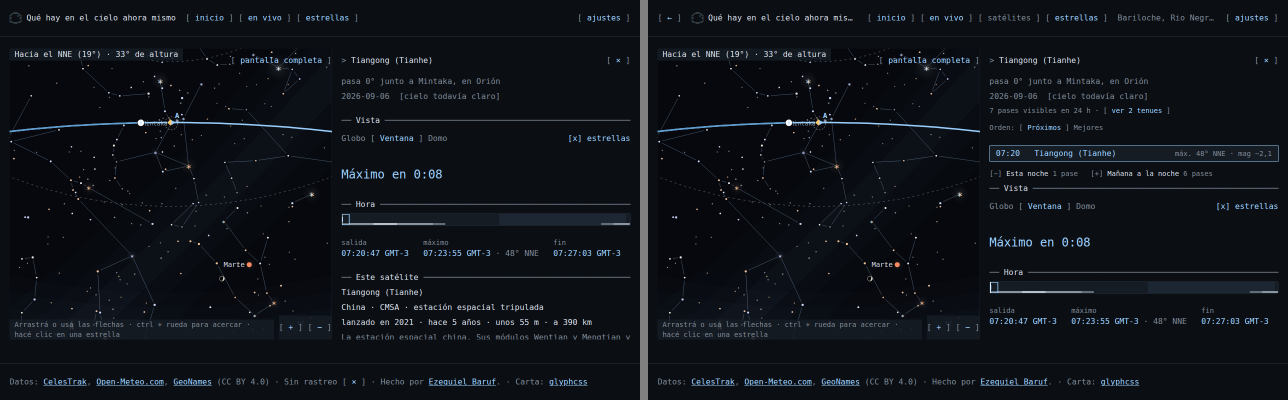 Qué hay en el cielo ahora mismo [ inicio ] [ en vivo ] [ estrellas ] [ ajustes ]
Hacia el NNE (19°) · 33° de altura
[ pantalla completa ]
A
Mintaka
Marte
Arrastrá o usá las flechas · ctrl + rueda para acercar ·
hacé clic en una estrella
[ + ] [ − ]
> Tiangong (Tianhe) [ × ]
pasa 0° junto a Mintaka, en Orión
2026-09-06 [cielo todavía claro]
Vista
Globo [ Ventana ] Domo [x] estrellas
Máximo en 0:08
Hora
salida máximo fin
07:20:47 GMT-3 07:23:55 GMT-3 · 48° NNE 07:27:03 GMT-3
Este satélite
Tiangong (Tianhe)
China · CMSA · estación espacial tripulada
lanzado en 2021 · hace 5 años · unos 55 m · a 390 km
La estación espacial china. Sus módulos Wentian y Mengtian y
Datos: CelesTrak, Open-Meteo.com, GeoNames (CC BY 4.0) · Sin rastreo [ × ] · Hecho por Ezequiel Baruf. · Carta: glyphcss
[ ← ] Qué hay en el cielo ahora mis… [ inicio ] [ en vivo ] [ satélites ] [ estrellas ] Bariloche, Río Negr… [ ajustes ]
Hacia el NNE (19°) · 33° de altura
[ pantalla completa ]
A
Mintaka
Marte
Arrastrá o usá las flechas · ctrl + rueda para acercar ·
hacé clic en una estrella
[ + ] [ − ]
> Tiangong (Tianhe) [ × ]
pasa 0° junto a Mintaka, en Orión
2026-09-06 [cielo todavía claro]
7 pases visibles en 24 h · [ ver 2 tenues ]
Orden: [ Próximos ] Mejores
07:20 Tiangong (Tianhe) máx. 48° NNE · mag −2,1
[−] Esta noche 1 pase [+] Mañana a la noche 6 pases
Vista
Globo [ Ventana ] Domo [x] estrellas
Máximo en 0:08
Hora
salida máximo fin
07:20:47 GMT-3 07:23:55 GMT-3 · 48° NNE 07:27:03 GMT-3
Datos: CelesTrak, Open-Meteo.com, GeoNames (CC BY 4.0) · Hecho por Ezequiel Baruf. · Carta: glyphcss